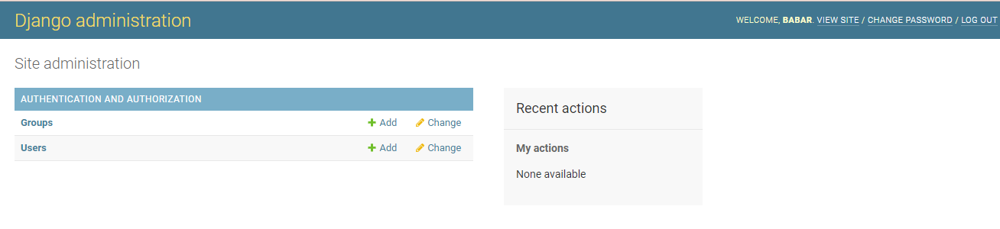 Django administration
WELCOME, BABAR. VIEW SITE / CHANGE PASSWORD / LOG OUT
Site administration
AUTHENTICATION AND AUTHORIZATION
Groups Add Change
Users Add Change
Recent actions
My actions
None available